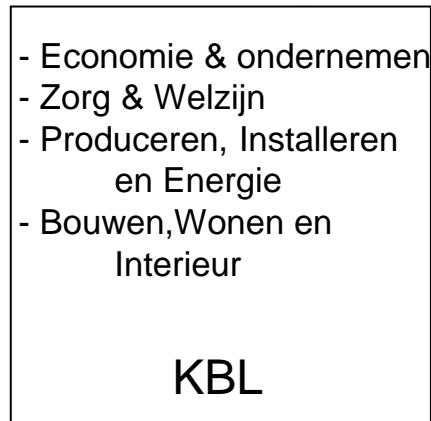 - Economie & ondernemen
- Zorg & Welzijn
- Produceren, Installeren
en Energie
- Bouwen,Wonen en
Interieur
KBL